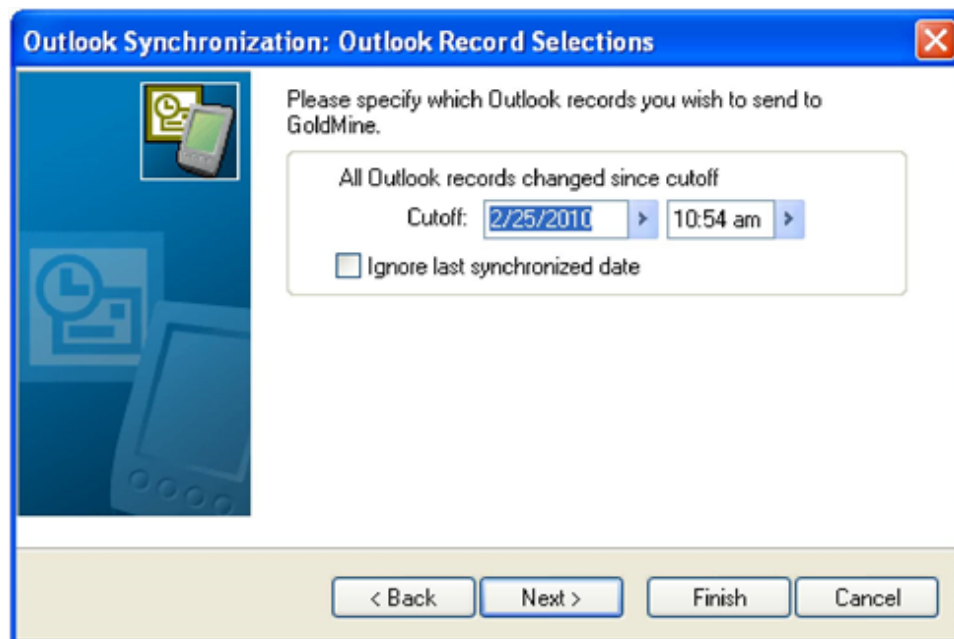 Outlook Synchronization: Outlook Record Selections
Please specify which Outlook records you wish to send to
GoldMine.
All Outlook records changed since cutoff
Cutoff: 2/25/2010 10:54 am
Ignore last synchronized date
< Back Next > Finish Cancel